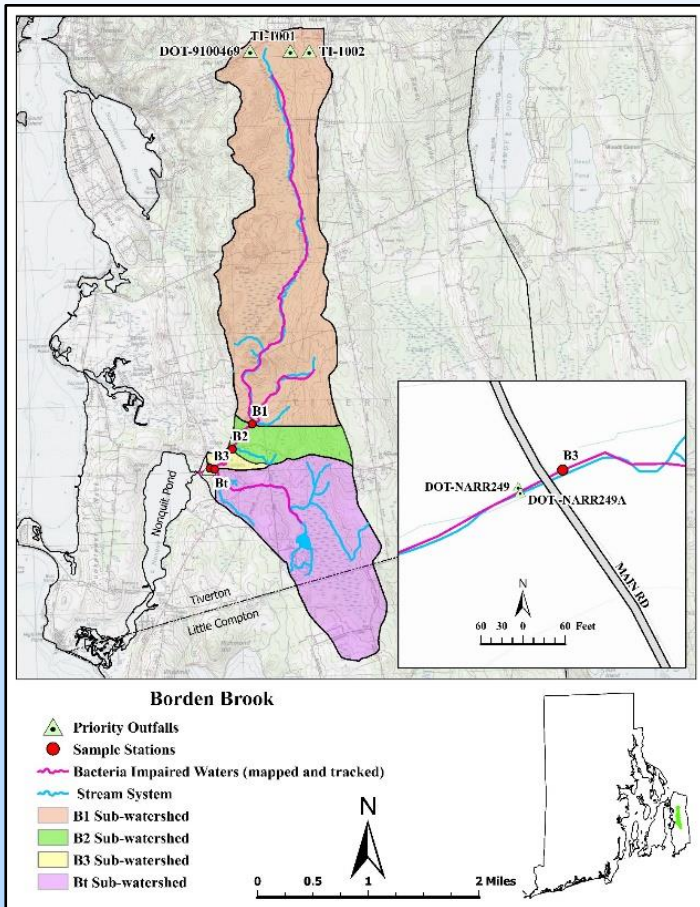 TI-1001
DOT-9100469
TI-1002
B1
B2
B3
Bt
Nonquit Pond
Tiverton
Little Compton
B3
DOT-NARR249
DOT-NARR249A
MAIN RD
N
60 30 0 60 Feet
Borden Brook
Priority Outfalls
Sample Stations
Bacteria Impaired Waters (mapped and tracked)
Stream System
B1 Sub-watershed
B2 Sub-watershed
B3 Sub-watershed
Bt Sub-watershed
N
0 0.5 1 2 Miles